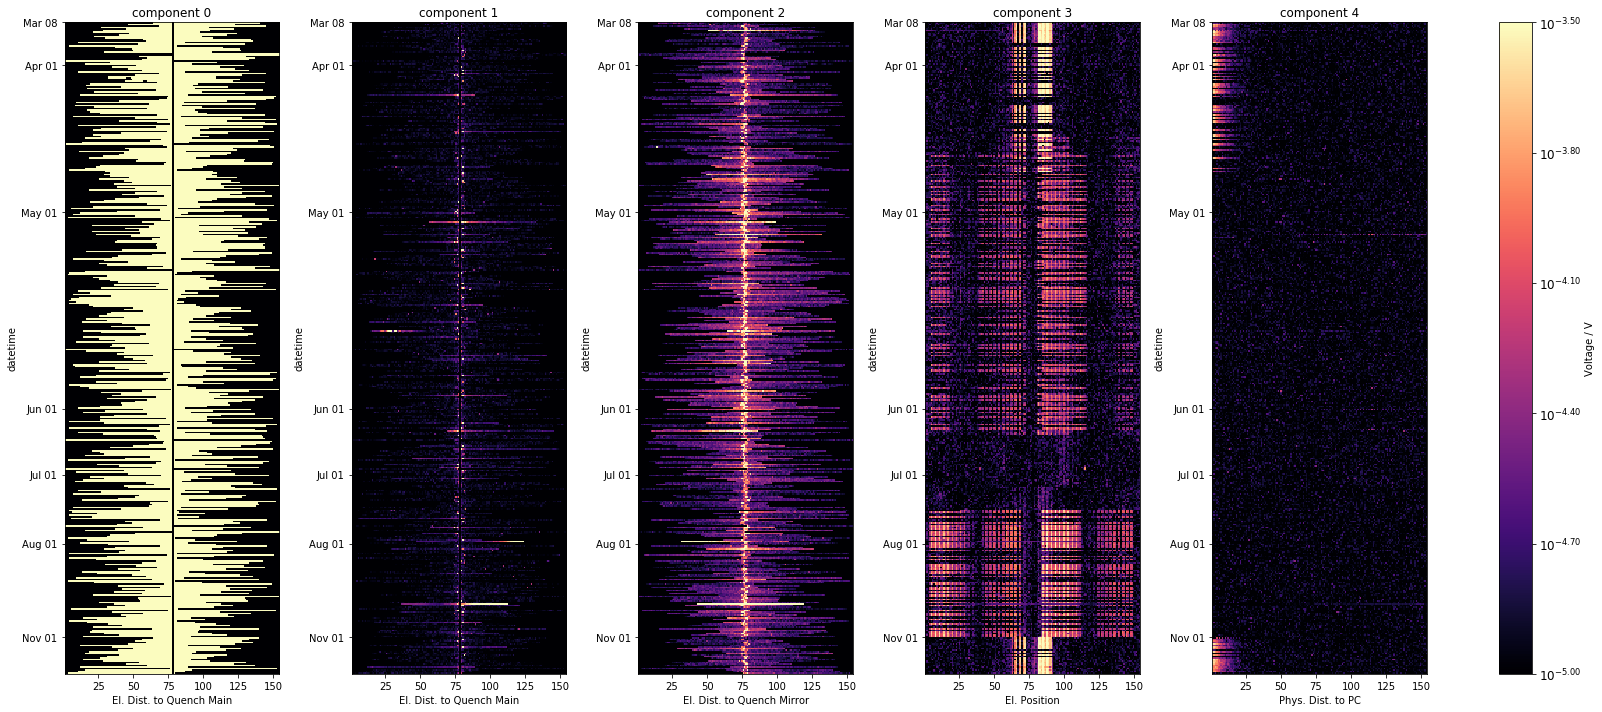 component 0
component 1
component 2
component 3
component 4
Mar 08
Apr 01
May 01
Jun 01
Jul 01
Aug 01
Nov 01
datetime
25 50 75 100 125 150
El. Dist. to Quench Main
Mar 08
Apr 01
May 01
Jun 01
Jul 01
Aug 01
Nov 01
datetime
25 50 75 100 125 150
El. Dist. to Quench Main
Mar 08
Apr 01
May 01
Jun 01
Jul 01
Aug 01
Nov 01
datetime
25 50 75 100 125 150
El. Dist. to Quench Mirror
Mar 08
Apr 01
May 01
Jun 01
Jul 01
Aug 01
Nov 01
datetime
25 50 75 100 125 150
El. Position
Mar 08
Apr 01
May 01
Jun 01
Jul 01
Aug 01
Nov 01
datetime
25 50 75 100 125 150
Phys. Dist. to PC
10^−3.50
10^−3.80
10^−4.10
10^−4.40
10^−4.70
10^−5.00
Voltage / V